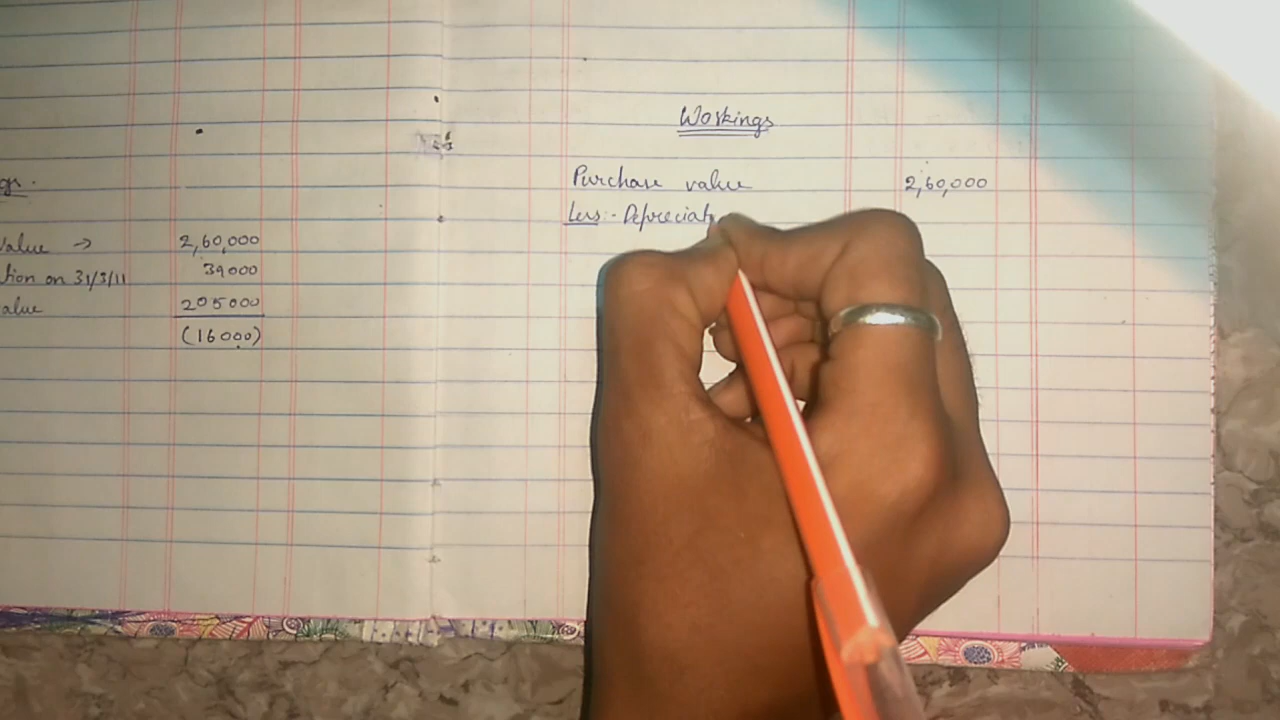 gs.
Value → 2,60,000
tion on 31/3/11 39000
alue 205000
(16000)
Workings
Purchase value 2,60,000
Less:- Depreciat